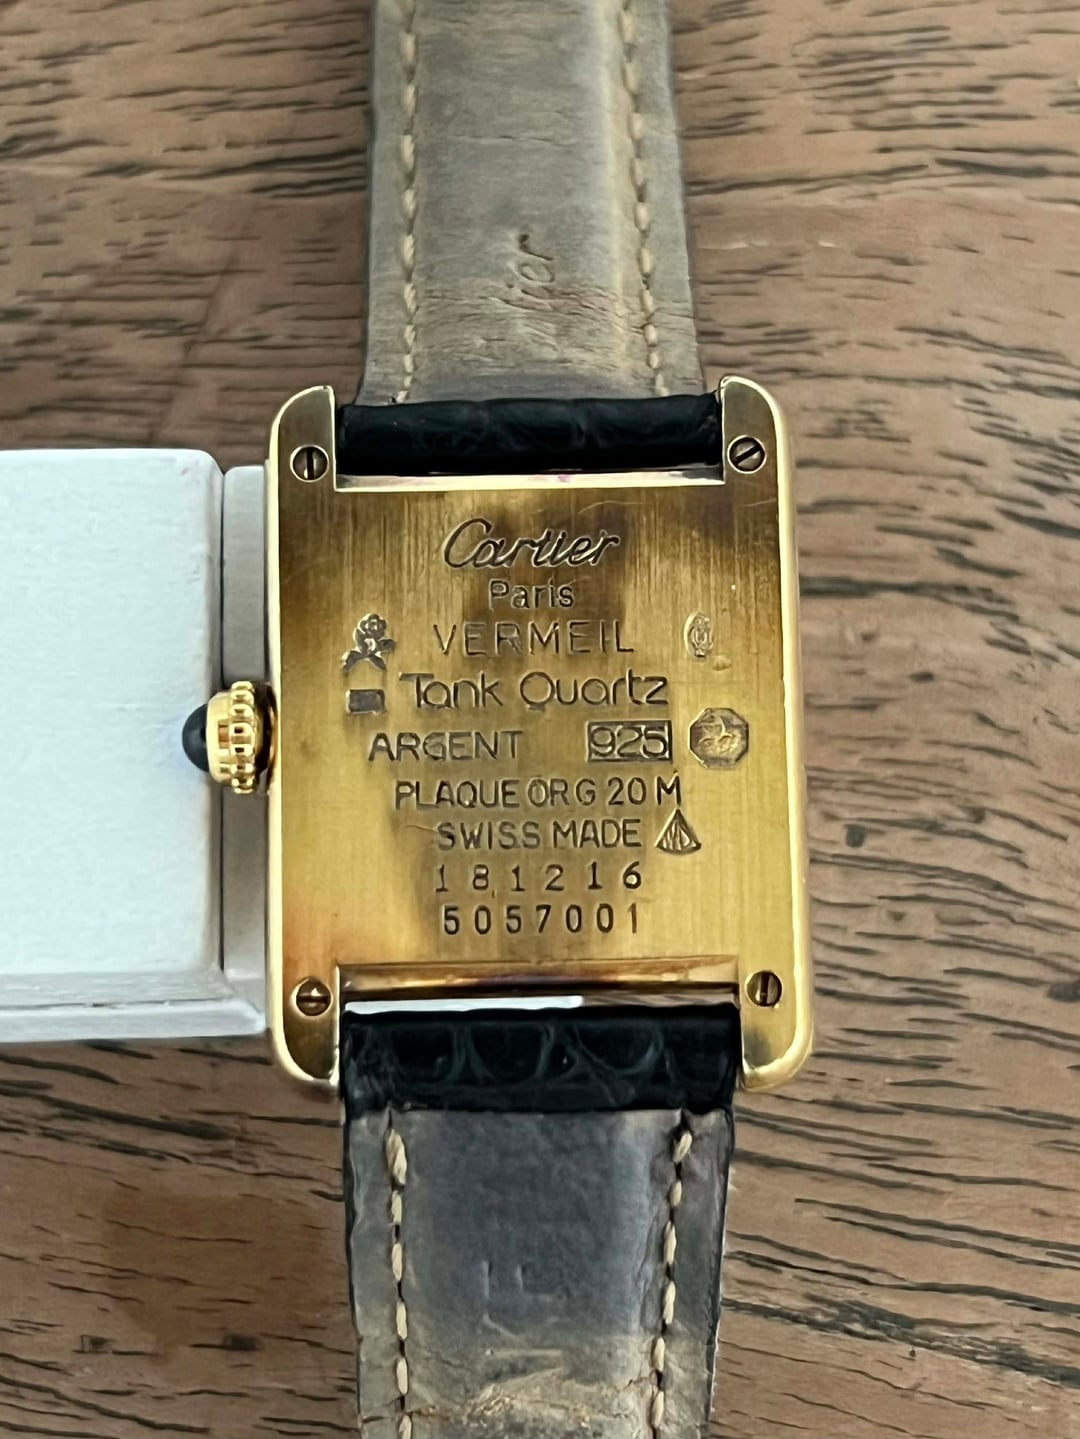 Cartier
Paris
VERMEIL
Tank Quartz
ARGENT 925
PLAQUE OR G 20 M
SWISS MADE
181216
5057001